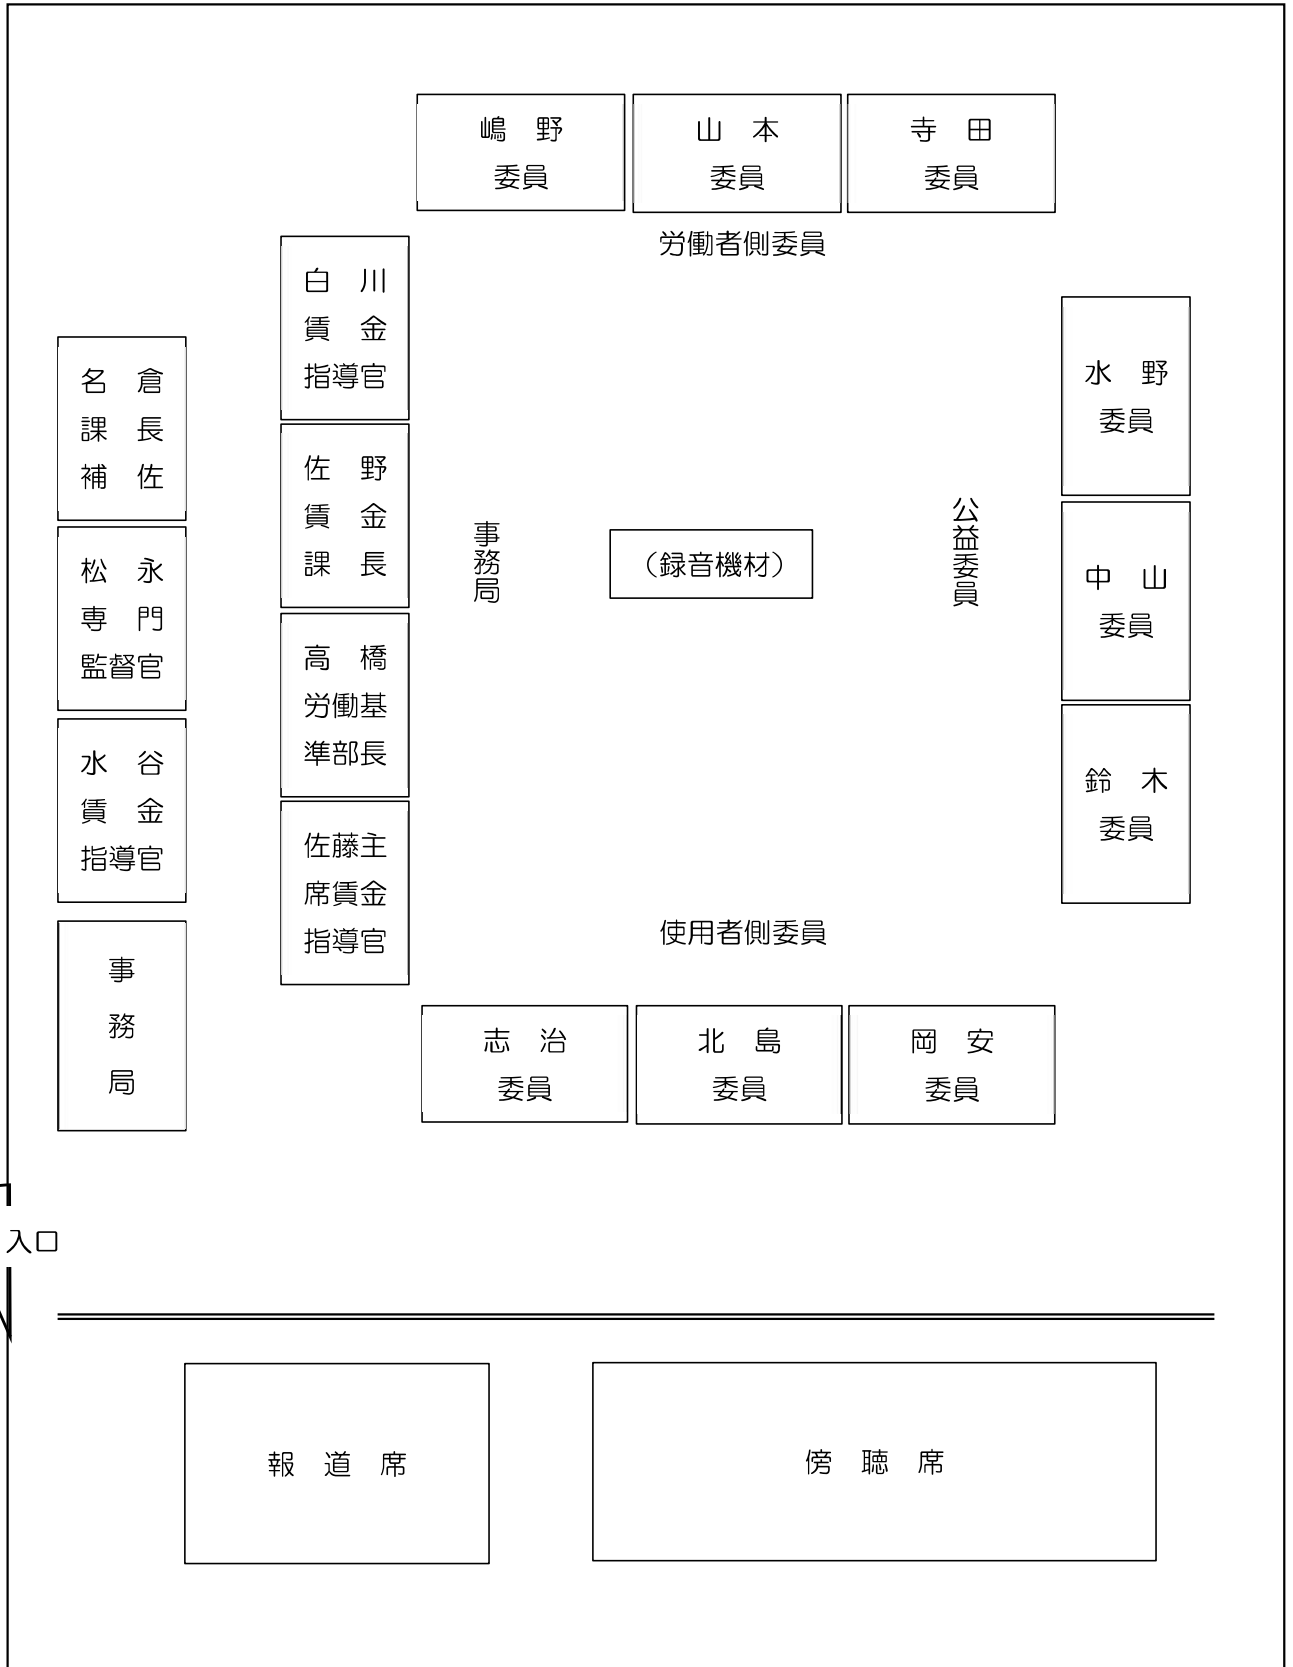 嶋　野
委員
山　本
委員
寺　田
委員
労働者側委員
白　川
賃　金
指導官
佐　野
賃　金
課　長
高　橋
労働基
準部長
佐藤主
席賃金
指導官
名　倉
課　長
補　佐
松　永
専　門
監督官
水　谷
賃　金
指導官
事
務
局
事務局
（録音機材）
公益委員
水　野
委員
中　山
委員
鈴　木
委員
使用者側委員
志　治
委員
北　島
委員
岡　安
委員
入口
報　道　席
傍　聴　席